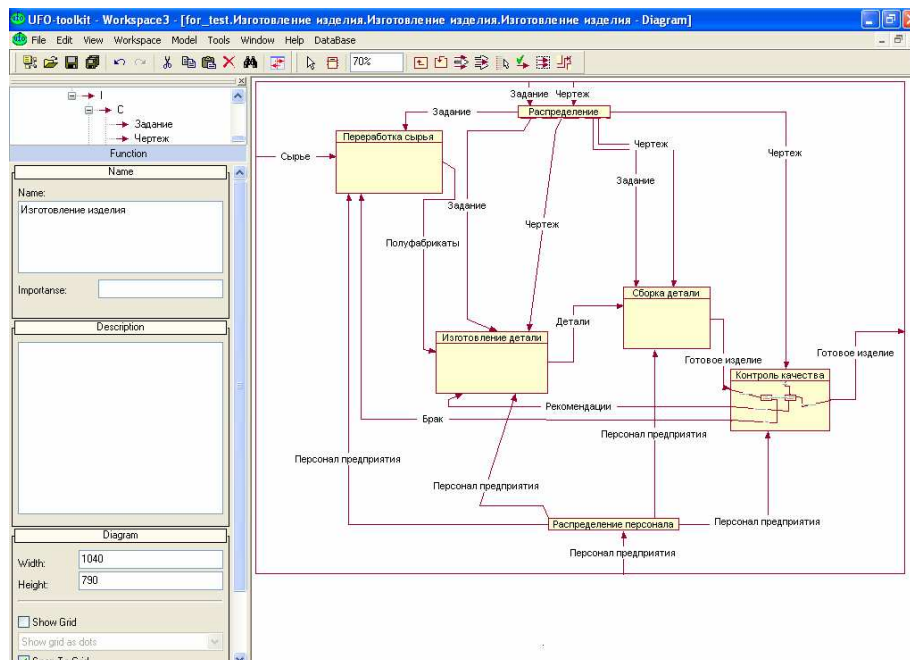 UFO-toolkit - Workspace3 - [for_test.Изготовление изделия.Изготовление изделия.Изготовление изделия - Diagram]
File Edit View Workspace Model Tools Window Help DataBase
70%
I
C
Задание
Чертеж
Function
Name
Name:
Изготовление изделия
Importanse:
Description
Diagram
Width:
1040
Height:
790
Show Grid
Show grid as dots
Snap To Grid
Задание Чертеж
Задание
Распределение
Переработка сырья
Сырье
Чертеж
Чертеж
Задание
Задание
Чертеж
Полуфабрикаты
Сборка детали
Детали
Изготовление детали
Готовое изделие
Готовое изделие
Контроль качества
Рекомендации
Брак
Персонал предприятия
Персонал предприятия
Персонал предприятия
Распределение персонала
Персонал предприятия
Персонал предприятия